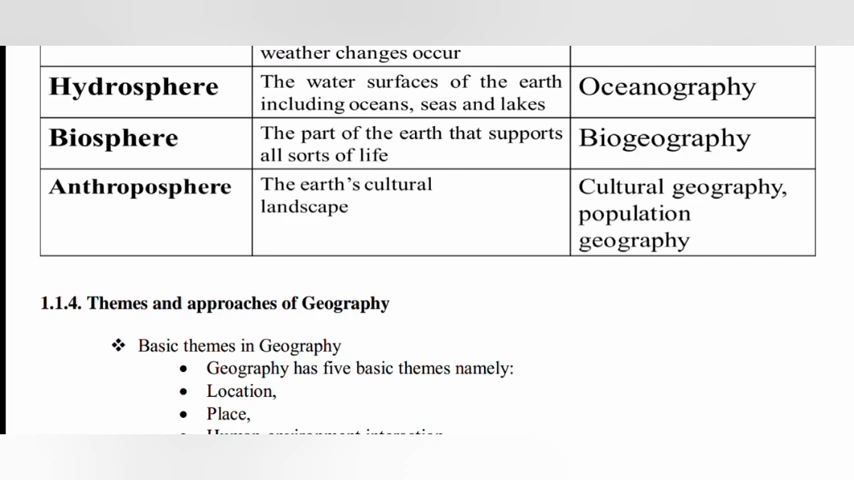 weather changes occur
Hydrosphere
The water surfaces of the earth
including oceans, seas and lakes
Oceanography
Biosphere
The part of the earth that supports
all sorts of life
Biogeography
Anthroposphere
The earth's cultural
landscape
Cultural geography,
population
geography
1.1.4. Themes and approaches of Geography
❖ Basic themes in Geography
• Geography has five basic themes namely:
• Location,
• Place,